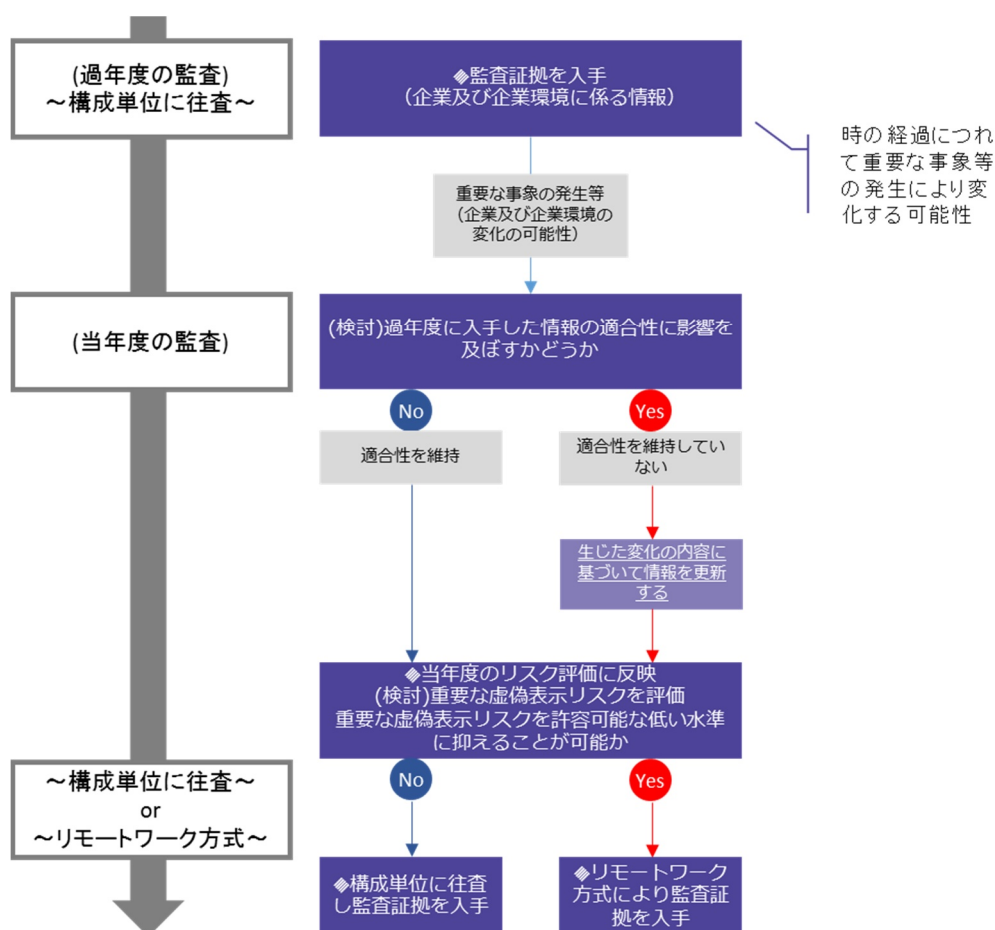 (過年度の監査)
～構成単位に往査～
◆監査証拠を入手
（企業及び企業環境に係る情報）
時の経過につれ
て重要な事象等
の発生により変
化する可能性
重要な事象の発生等
（企業及び企業環境の
変化の可能性）
(当年度の監査)
(検討)過年度に入手した情報の適合性に影響を
及ぼすかどうか
No
Yes
適合性を維持
適合性を維持してい
ない
生じた変化の内容に
基づいて情報を更新
する
◆当年度のリスク評価に反映
(検討)重要な虚偽表示リスクを評価
重要な虚偽表示リスクを許容可能な低い水準
に抑えることが可能か
～構成単位に往査～
or
～リモートワーク方式～
No
Yes
◆構成単位に往査
し監査証拠を入手
◆リモートワーク
方式により監査証
拠を入手